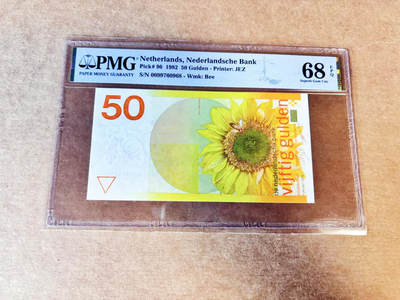 PMG
PAPER MONEY GUARANTY
Netherlands, Nederlandsche Bank
Pick# 96 1982 50 Gulden - Printer: JEZ
S/N 0699760968 - Wmk: Bee
68 EPQ
Superb Gem Unc
50
de nederlandsche bank
vijftig gulden